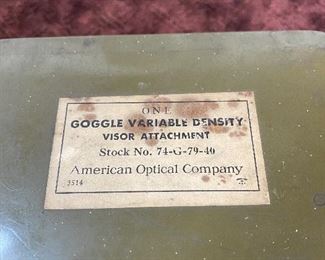 ONE
GOGGLE VARIABLE DENSITY
VISOR ATTACHMENT
Stock No. 74-G-79-40
American Optical Company
3514